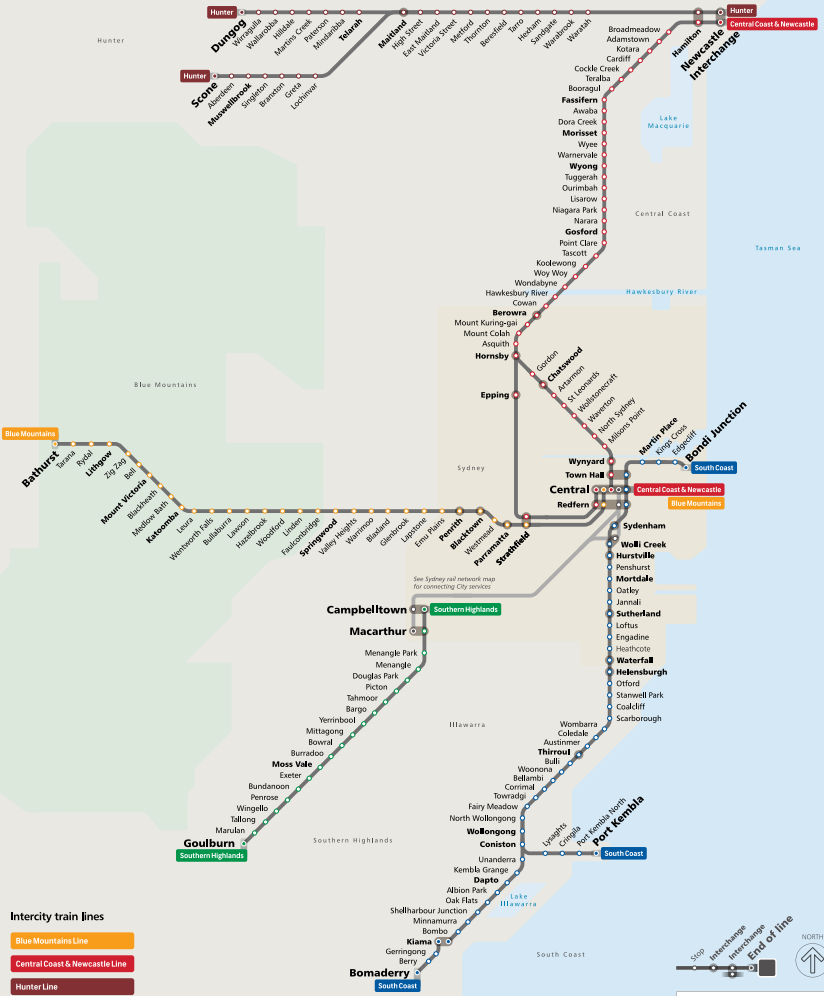 Hunter
Dungog
Wirragulla
Wallarobba
Hilldale
Martins Creek
Paterson
Mindaribba
Telarah
Maitland
High Street
East Maitland
Victoria Street
Metford
Thornton
Beresfield
Tarro
Hexham
Sandgate
Warabrook
Waratah
Hamilton
Newcastle
Interchange
Hunter
Central Coast & Newcastle
Hunter
Hunter
Scone
Aberdeen
Muswellbrook
Singleton
Branxton
Greta
Lochinvar
Broadmeadow
Adamstown
Kotara
Cardiff
Cockle Creek
Teralba
Booragul
Fassifern
Awaba
Dora Creek
Morisset
Wyee
Warnervale
Wyong
Tuggerah
Ourimbah
Lisarow
Niagara Park
Narara
Gosford
Point Clare
Tascott
Koolewong
Woy Woy
Wondabyne
Hawkesbury River
Cowan
Berowra
Mount Kuring-gai
Mount Colah
Asquith
Hornsby
Epping
Lake
Macquarie
Central Coast
Tasman Sea
Hawkesbury River
Gordon
Chatswood
Artarmon
St Leonards
Wollstonecraft
Waverton
North Sydney
Milsons Point
Wynyard
Town Hall
Central
Redfern
Central Coast & Newcastle
Blue Mountains
Martin Place
Kings Cross
Edgecliff
Bondi Junction
South Coast
Blue Mountains
Sydney
Blue Mountains
Bathurst
Tarana
Rydal
Lithgow
Zig Zag
Bell
Mount Victoria
Blackheath
Medlow Bath
Katoomba
Leura
Wentworth Falls
Bullaburra
Lawson
Hazelbrook
Woodford
Linden
Faulconbridge
Springwood
Valley Heights
Warrimoo
Blaxland
Glenbrook
Lapstone
Emu Plains
Penrith
Blacktown
Westmead
Parramatta
Strathfield
Sydenham
Wolli Creek
Hurstville
Penshurst
Mortdale
Oatley
Jannali
Sutherland
Loftus
Engadine
Heathcote
Waterfall
Helensburgh
Otford
Stanwell Park
Coalcliff
Scarborough
Wombarra
Coledale
Austinmer
Thirroul
Bulli
Woonona
Bellambi
Corrimal
Towradgi
Fairy Meadow
North Wollongong
Wollongong
Coniston
Lysaghts
Cringila
Port Kembla North
Port Kembla
South Coast
Unanderra
Kembla Grange
Dapto
Albion Park
Oak Flats
Shellharbour Junction
Minnamurra
Bombo
Kiama
Gerringong
Berry
Bomaderry
South Coast
Lake
Illawarra
South Coast
See Sydney rail network map
for connecting City services
Campbelltown
Southern Highlands
Macarthur
Menangle Park
Menangle
Douglas Park
Picton
Tahmoor
Bargo
Yerrinbool
Mittagong
Bowral
Burradoo
Moss Vale
Exeter
Bundanoon
Penrose
Wingello
Tallong
Marulan
Goulburn
Southern Highlands
Illawarra
Southern Highlands
Intercity train lines
Blue Mountains Line
Central Coast & Newcastle Line
Hunter Line
Stop
Interchange
Interchange
End of line
NORTH